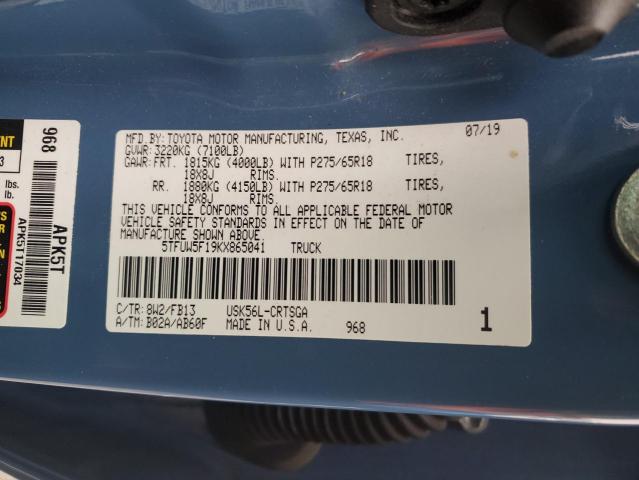 MFD.BY:TOYOTA MOTOR MANUFACTURING, TEXAS, INC. 07/19
GVWR:3220KG (7100LB)
GAWR:FRT. 1815KG (4000LB) WITH P275/65R18 TIRES,
18X8J RIMS.
RR. 1880KG (4150LB) WITH P275/65R18 TIRES,
18X8J RIMS.
THIS VEHICLE CONFORMS TO ALL APPLICABLE FEDERAL MOTOR
VEHICLE SAFETY STANDARDS IN EFFECT ON THE DATE OF
MANUFACTURE SHOWN ABOVE.
5TFUW5F19KX865041 TRUCK
C/TR:8W2/FB13 USK56L-CRTSGA
A/TM:B02A/AB60F MADE IN U.S.A. 968 1
968
APK5T
APK5T17034
lbs.
lbs.